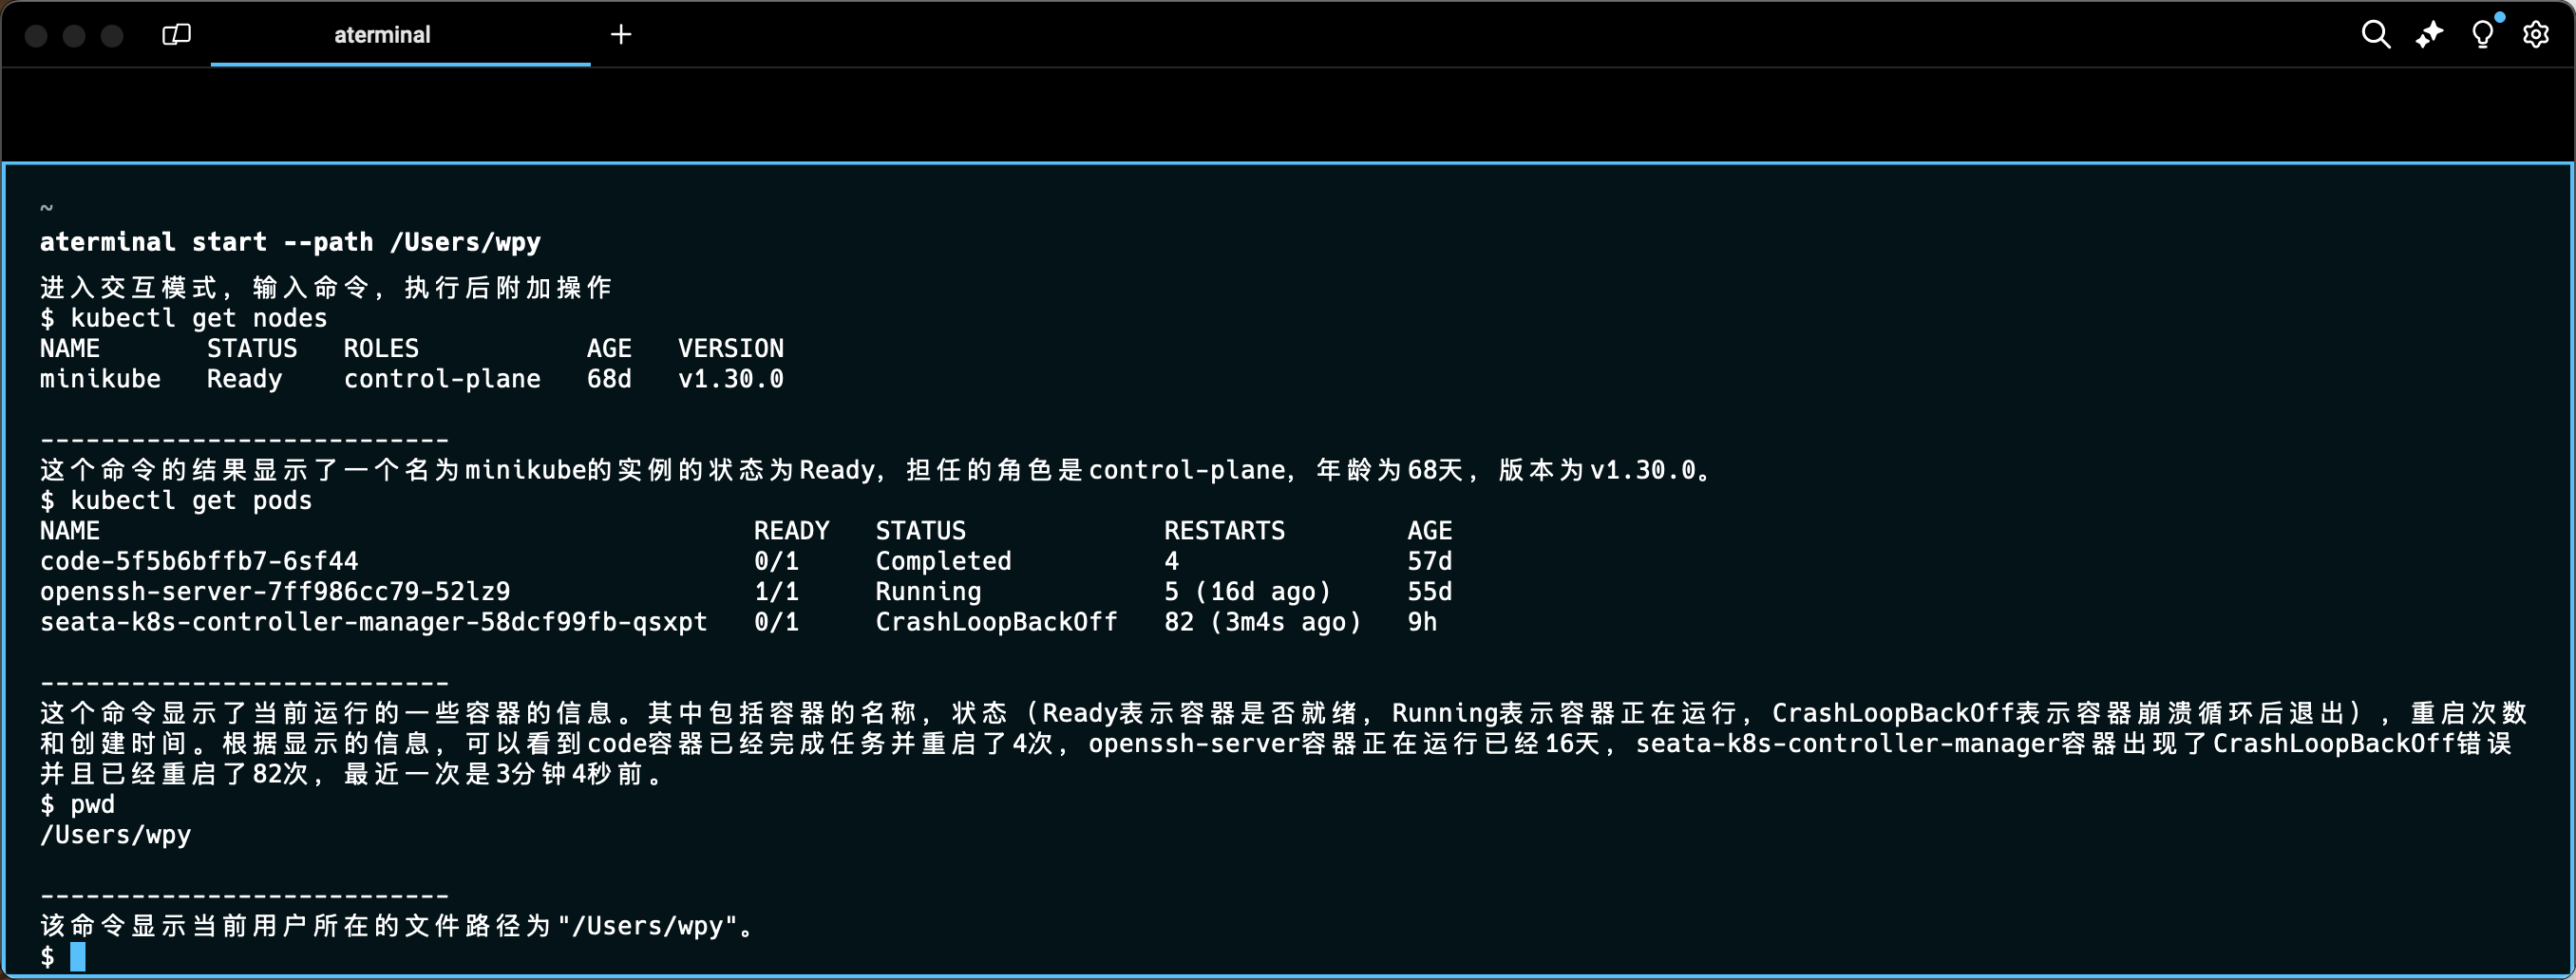 aterminal
~
aterminal start --path /Users/wpy
进入交互模式，输入命令，执行后附加操作
$ kubectl get nodes
NAME       STATUS   ROLES           AGE   VERSION
minikube   Ready    control-plane   68d   v1.30.0
---------------------------
这个命令的结果显示了一个名为minikube的实例的状态为Ready，担任的角色是control-plane，年龄为68天，版本为v1.30.0。
$ kubectl get pods
NAME                                           READY   STATUS             RESTARTS        AGE
code-5f5b6bffb7-6sf44                          0/1     Completed          4               57d
openssh-server-7ff986cc79-52lz9                1/1     Running            5 (16d ago)     55d
seata-k8s-controller-manager-58dcf99fb-qsxpt   0/1     CrashLoopBackOff   82 (3m4s ago)   9h
---------------------------
这个命令显示了当前运行的一些容器的信息。其中包括容器的名称，状态（Ready表示容器是否就绪，Running表示容器正在运行，CrashLoopBackOff表示容器崩溃循环后退出），重启次数
和创建时间。根据显示的信息，可以看到code容器已经完成任务并重启了4次，openssh-server容器正在运行已经16天，seata-k8s-controller-manager容器出现了CrashLoopBackOff错误
并且已经重启了82次，最近一次是3分钟4秒前。
$ pwd
/Users/wpy
---------------------------
该命令显示当前用户所在的文件路径为"/Users/wpy"。
$